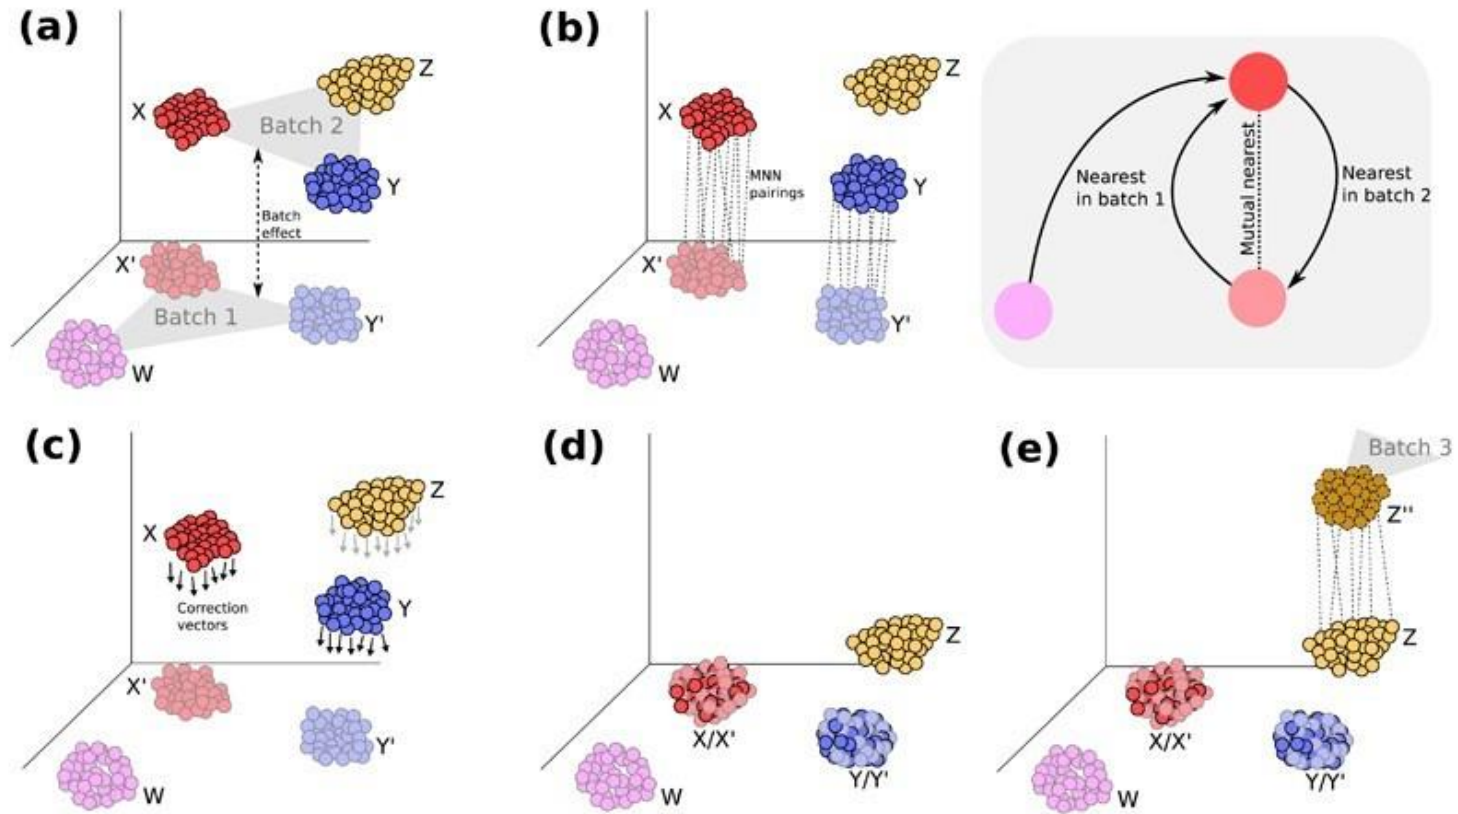 (a)
Z
X
Batch 2
Y
Batch
effect
X'
Batch 1
Y'
W
(b)
Z
X
MNN
pairings
Y
X'
Y'
W
Nearest
in batch 1
Mutual nearest
Nearest
in batch 2
(c)
Z
X
Correction
vectors
Y
X'
Y'
W
(d)
Z
X/X'
Y/Y'
W
(e)
Batch 3
Z''
Z
X/X'
Y/Y'
W